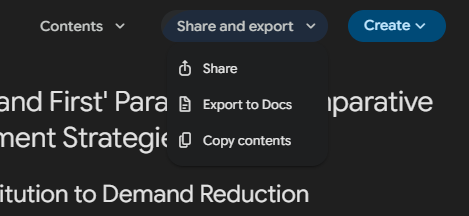 Contents
Share and export
Create
Share
and First' Para
mparative
Export to Docs
ment Strategie
Copy contents
itution to Demand Reduction